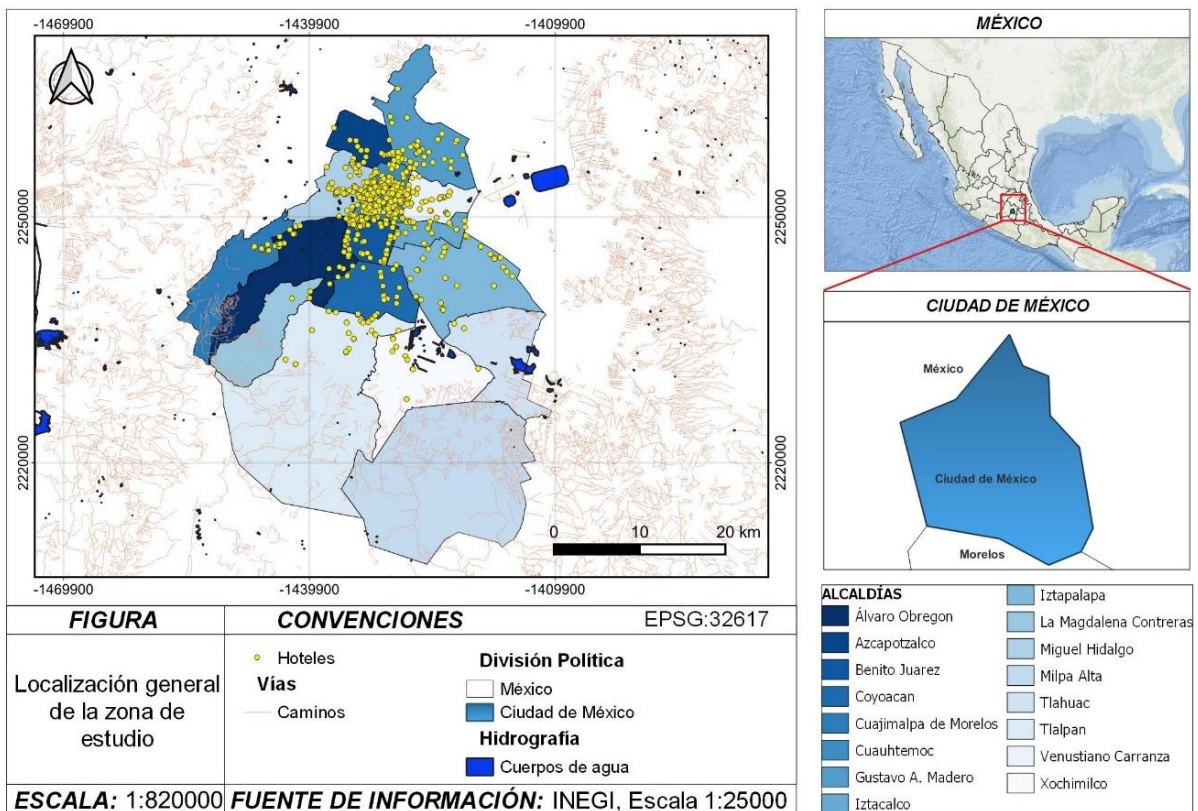 -1469900
-1439900
-1409900
2250000
2250000
2220000
2220000
0
10
20 km
-1469900
-1439900
-1409900
FIGURA
Localización general
de la zona de
estudio
CONVENCIONES
EPSG:32617
Hoteles
Vías
Caminos
División Política
México
Ciudad de México
Hidrografía
Cuerpos de agua
ESCALA: 1:820000
FUENTE DE INFORMACIÓN: INEGI, Escala 1:25000
MÉXICO
CIUDAD DE MÉXICO
México
Ciudad de México
Morelos
ALCALDÍAS
Álvaro Obregon
Azcapotzalco
Benito Juarez
Coyoacan
Cuajimalpa de Morelos
Cuauhtemoc
Gustavo A. Madero
Iztacalco
Iztapalapa
La Magdalena Contreras
Miguel Hidalgo
Milpa Alta
Tlahuac
Tlalpan
Venustiano Carranza
Xochimilco